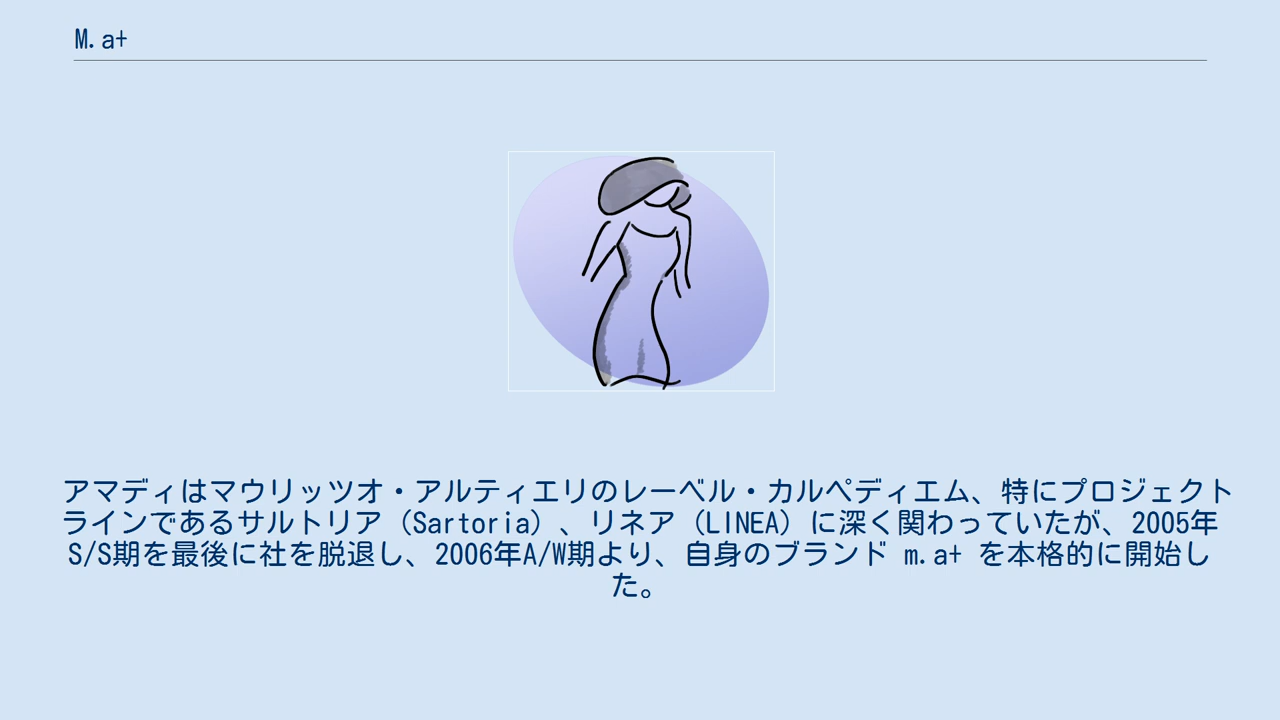 M.a+
アマディはマウリッツオ・アルティエリのレーベル・カルペディエム、特にプロジェクト
ラインであるサルトリア（Sartoria）、リネア（LINEA）に深く関わっていたが、2005年
S/S期を最後に社を脱退し、2006年A/W期より、自身のブランド m.a+ を本格的に開始し
た。